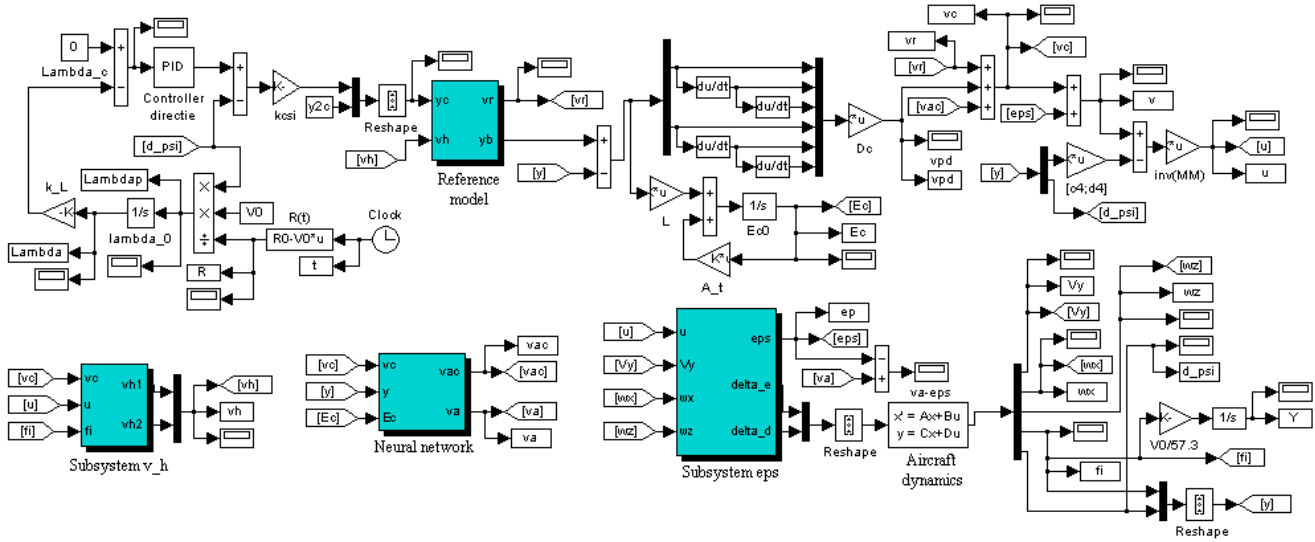 0
Lambda_c
PID
Controller
directie
K-
kcsi
y2c
Reshape
[d_psi]
yc
vr
vh
yb
Reference
model
[vr]
[vh]
[y]
k_L
Lambdap
-K
1/s
lambda_0
Lambda
V0
R(t)
R0-V0*u
Clock
t
R
du/dt
du/dt
du/dt
du/dt
*u
Dc
vpd
vpd
*u
L
1/s
Ec0
[Ec]
Ec
K*u
A_t
vc
vr
[vr]
[vac]
[vc]
[eps]
v
[y]
*u
[c4;d4]
[d_psi]
*u
inv(MM)
[u]
u
[vc]
[u]
[fi]
vc
u
fi
vh1
vh2
Subsystem v_h
[vh]
vh
[vc]
[y]
[Ec]
vc
y
Ec
vac
va
Neural network
vac
[vac]
[va]
va
[u]
[Vy]
[wx]
[wz]
u
Vy
wx
wz
eps
delta_e
delta_d
Subsystem eps
ep
[eps]
[va]
va-eps
Reshape
x' = Ax+Bu
y = Cx+Du
Aircraft
dynamics
Vy
[Vy]
[wx]
wx
fi
[wz]
wz
d_psi
K-
V0/57.3
1/s
Y
[fi]
Reshape
[y]